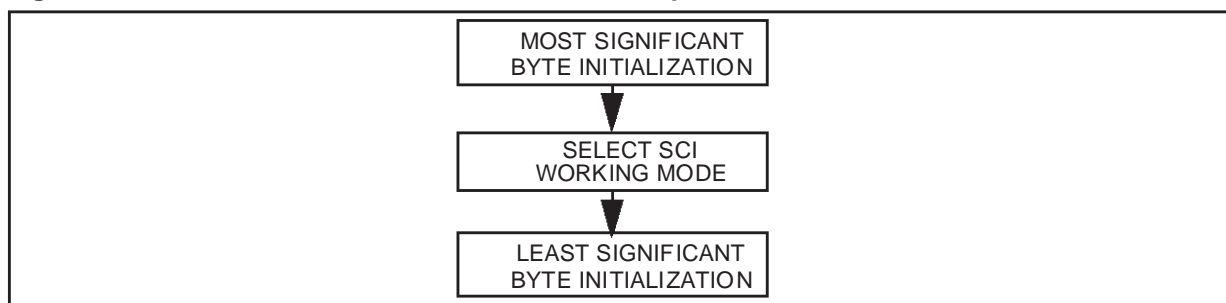 MOST SIGNIFICANT
BYTE INITIALIZATION
SELECT SCI
WORKING MODE
LEAST SIGNIFICANT
BYTE INITIALIZATION